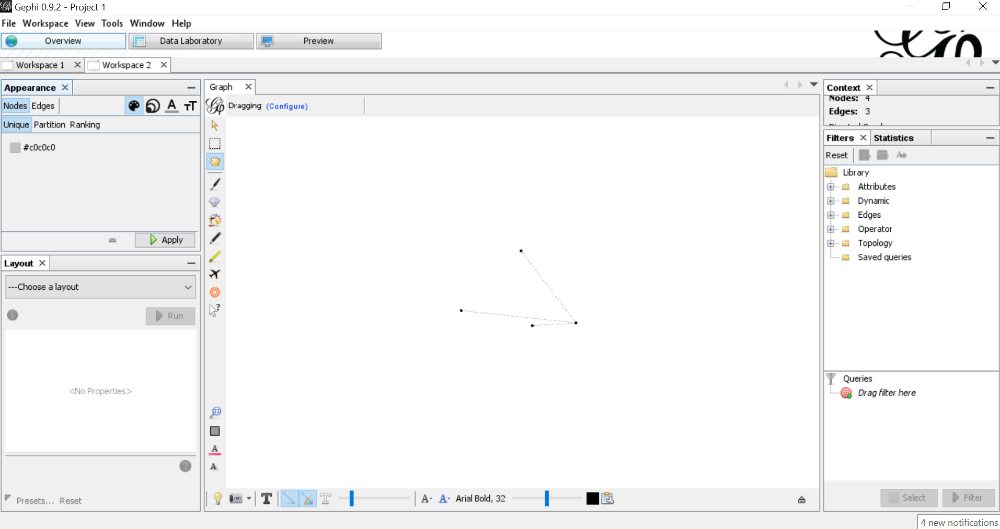 Gephi 0.9.2 - Project 1
File Workspace View Tools Window Help
Overview Data Laboratory Preview
Workspace 1 Workspace 2
Appearance
Nodes Edges
Unique Partition Ranking
#c0c0c0
Apply
Layout
---Choose a layout
Run
<No Properties>
Presets... Reset
Graph
Dragging (Configure)
Arial Bold, 32
Context
Nodes: 4
Edges: 3
Filters Statistics
Reset
Library
Attributes
Dynamic
Edges
Operator
Topology
Saved queries
Queries
Drag filter here
Select Filter
4 new notifications